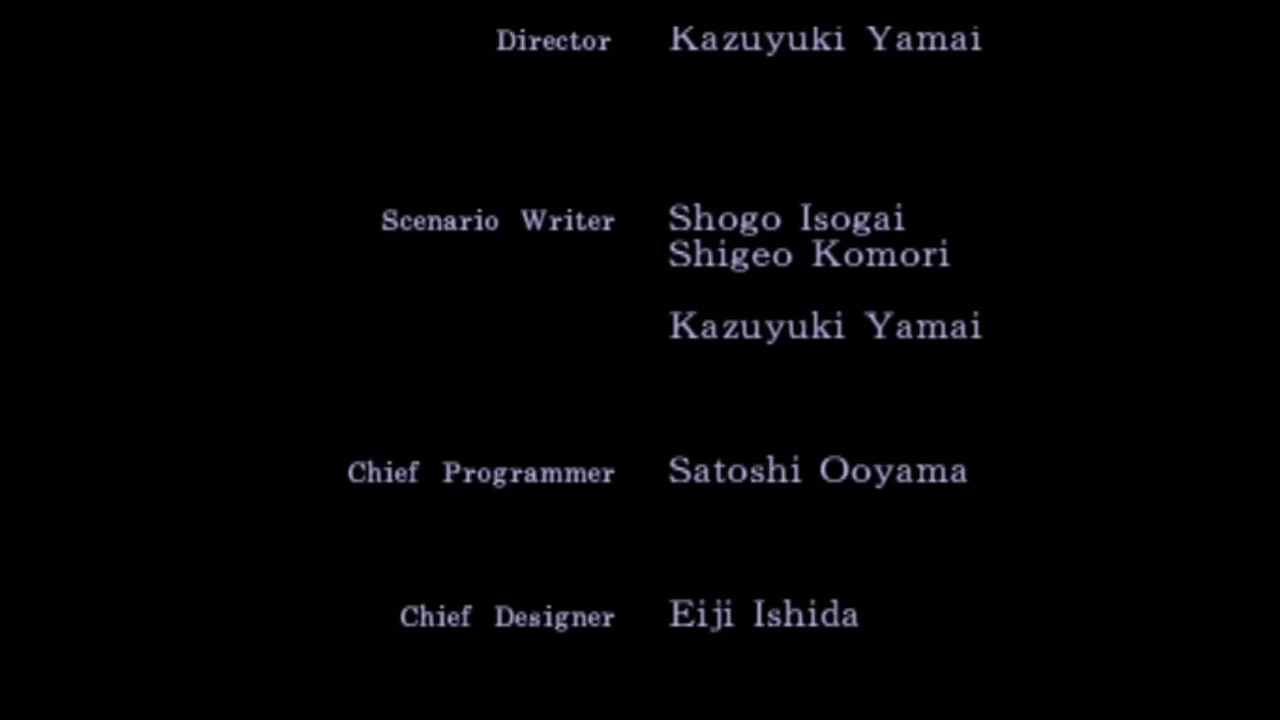 Director Kazuyuki Yamai
Scenario Writer Shogo Isogai
Shigeo Komori
Kazuyuki Yamai
Chief Programmer Satoshi Ooyama
Chief Designer Eiji Ishida